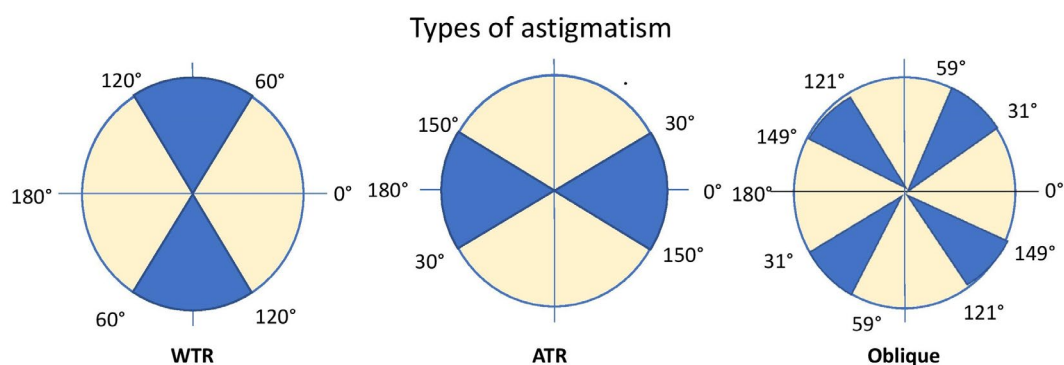 Types of astigmatism
120° 60°
180° 0°
60° 120°
WTR
150° 30°
180° 0°
30° 150°
ATR
121° 59°
149° 31°
180° 0°
31° 149°
59° 121°
Oblique